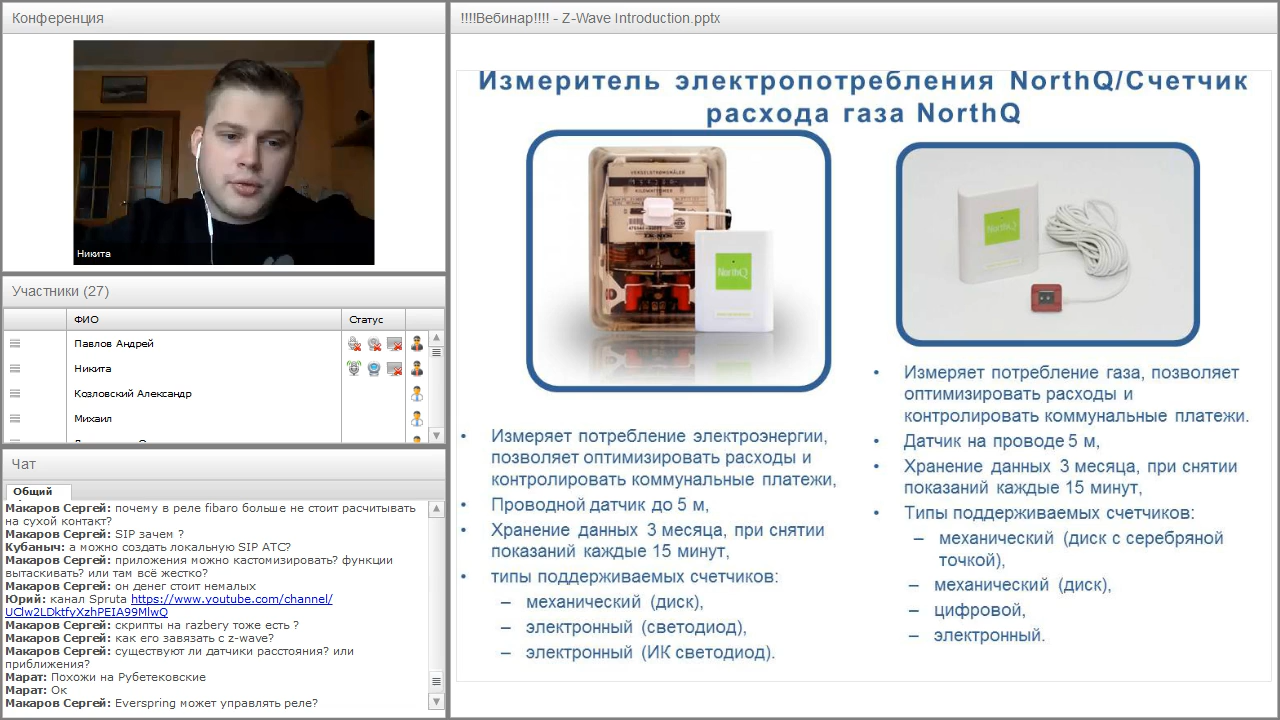 Конференция
Никита
Участники (27)
ФИО Статус
Павлов Андрей
Никита
Козловский Александр
Михаил
Чат
Общий
Макаров Сергей: почему в реле fibaro больше не стоит расчитывать
на сухой контакт?
Макаров Сергей: SIP зачем ?
Кубаныч: а можно создать локальную SIP АТС?
Макаров Сергей: приложения можно кастомизировать? функции
вытаскивать? или там всё жестко?
Макаров Сергей: он денег стоит немалых
Юрий: канал Spruta https://www.youtube.com/channel/
UClw2LDktfyXzhPEIA99MlwQ
Макаров Сергей: скрипты на razbery тоже есть ?
Макаров Сергей: как его завязать с z-wave?
Макаров Сергей: существуют ли датчики расстояния? или
приближения?
Марат: Похожи на Рубетековские
Марат: Ок
Макаров Сергей: Everspring может управлять реле?
!!!!Вебинар!!!! - Z-Wave Introduction.pptx
Измеритель электропотребления NorthQ/Счетчик
расхода газа NorthQ
NorthQ
• Измеряет потребление электроэнергии,
позволяет оптимизировать расходы и
контролировать коммунальные платежи,
• Проводной датчик до 5 м,
• Хранение данных 3 месяца, при снятии
показаний каждые 15 минут,
• типы поддерживаемых счетчиков:
– механический (диск),
– электронный (светодиод),
– электронный (ИК светодиод).
NorthQ
• Измеряет потребление газа, позволяет
оптимизировать расходы и
контролировать коммунальные платежи.
• Датчик на проводе 5 м,
• Хранение данных 3 месяца, при снятии
показаний каждые 15 минут,
• Типы поддерживаемых счетчиков:
– механический (диск с серебряной
точкой),
– механический (диск),
– цифровой,
– электронный.